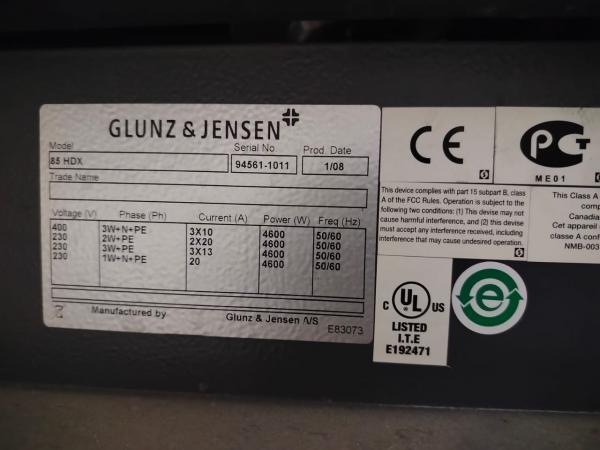 GLUNZ & JENSEN
Model
Serial No.
Prod. Date
85 HDX
94561-1011
1/08
Trade Name
Voltage (V) Phase (Ph) Current (A) Power (W) Freq (Hz)
400 3W+N+PE 3X10 4600 50/60
230 2W+PE 2X20 4600 50/60
230 3W+PE 3X13 4600 50/60
230 1W+N+PE 20 4600 50/60
Manufactured by Glunz & Jensen A/S
E83073
CE
This device complies with part 15 subpart B, class
A of the FCC Rules. Operation is subject to the
following two conditions: (1) This device may not
cause harmful interference, and (2) this device
must accept any interference received, including
interference that may cause undesired operation.
C UL US
LISTED
I.T.E
E192471
e
PCT
ME01
This Class A
comp
Canadia
Cet appareil
classe A conf
NMB-003